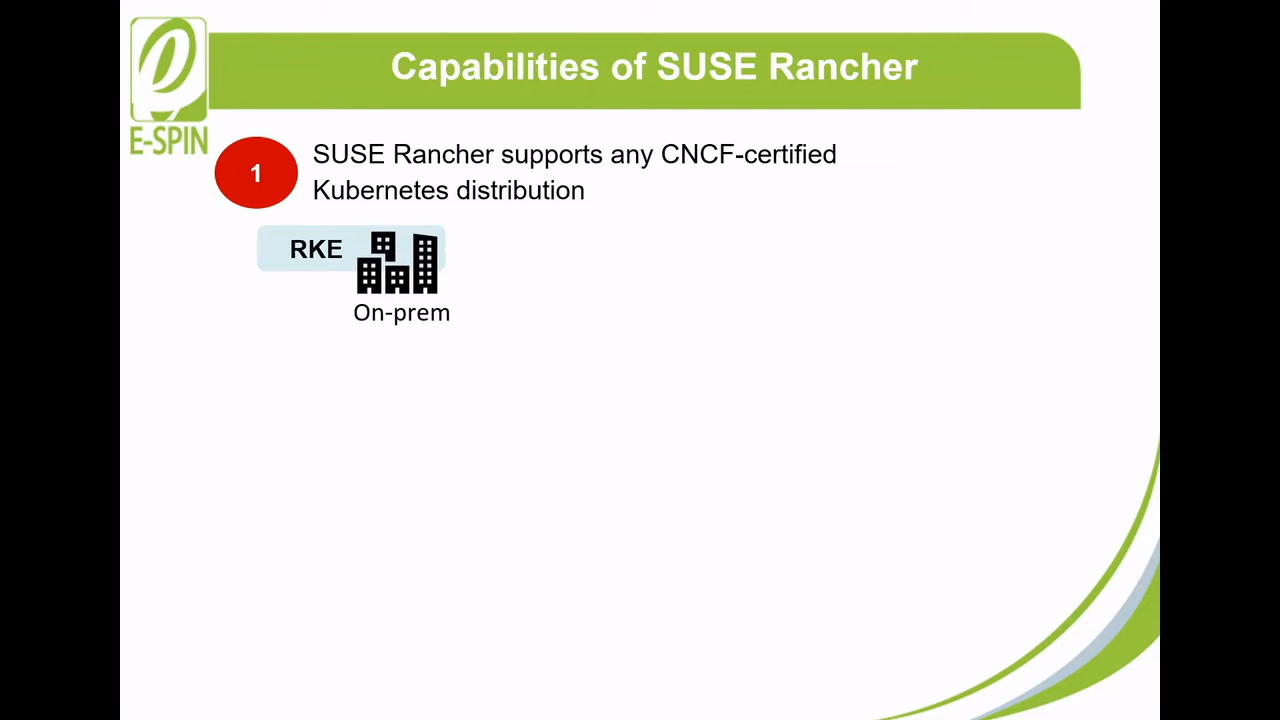 Capabilities of SUSE Rancher
E-SPIN
1
SUSE Rancher supports any CNCF-certified
Kubernetes distribution
RKE
On-prem